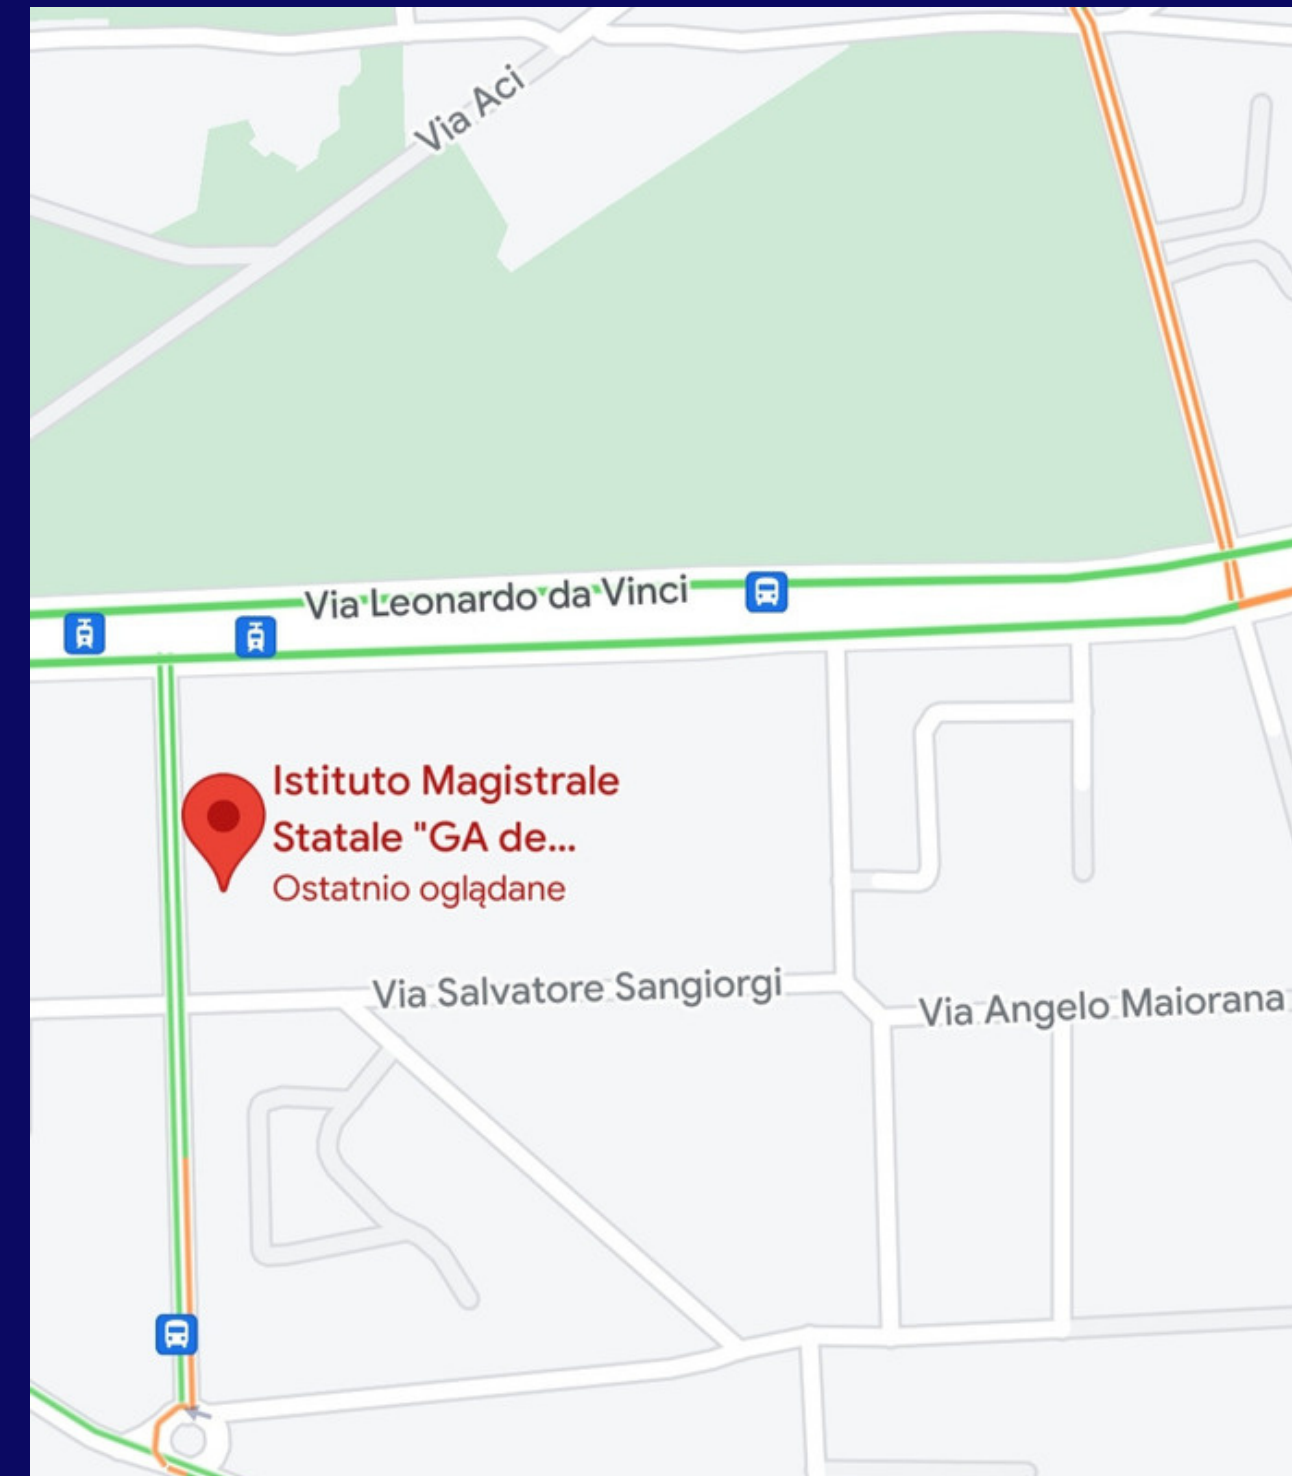 Via Aci
Via Leonardo da Vinci
Istituto Magistrale
Statale "GA de...
Ostatnio oglądane
Via Salvatore Sangiorgi
Via Angelo Maiorana